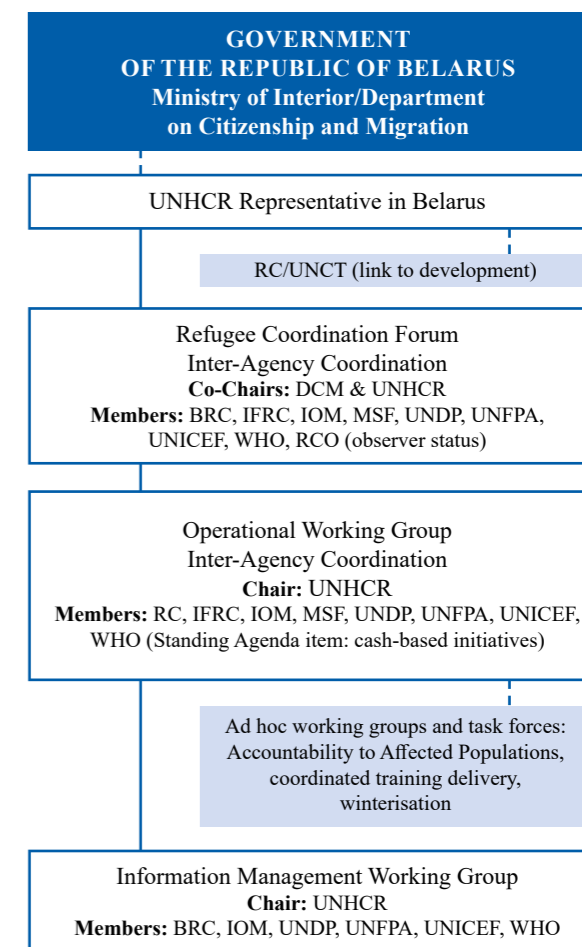 GOVERNMENT
OF THE REPUBLIC OF BELARUS
Ministry of Interior/Department
on Citizenship and Migration
UNHCR Representative in Belarus
RC/UNCT (link to development)
Refugee Coordination Forum
Inter-Agency Coordination
Co-Chairs: DCM & UNHCR
Members: BRC, IFRC, IOM, MSF, UNDP, UNFPA,
UNICEF, WHO, RCO (observer status)
Operational Working Group
Inter-Agency Coordination
Chair: UNHCR
Members: RC, IFRC, IOM, MSF, UNDP, UNFPA, UNICEF,
WHO (Standing Agenda item: cash-based initiatives)
Ad hoc working groups and task forces:
Accountability to Affected Populations,
coordinated training delivery,
winterisation
Information Management Working Group
Chair: UNHCR
Members: BRC, IOM, UNDP, UNFPA, UNICEF, WHO